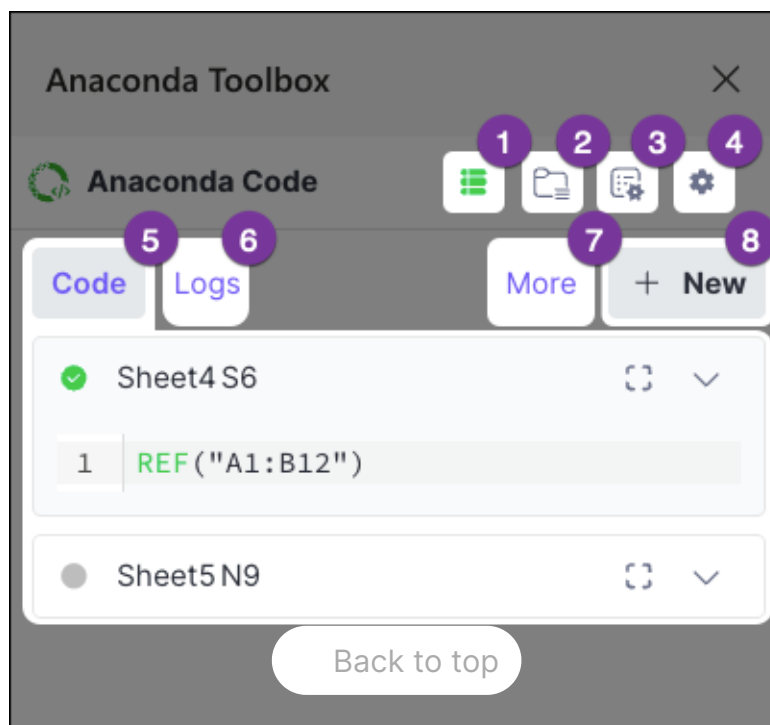 Anaconda Toolbox
1 2 3 4
Anaconda Code
5 6 7 8
Code Logs More + New
Sheet4 S6
1 REF("A1:B12")
Sheet5 N9
Back to top